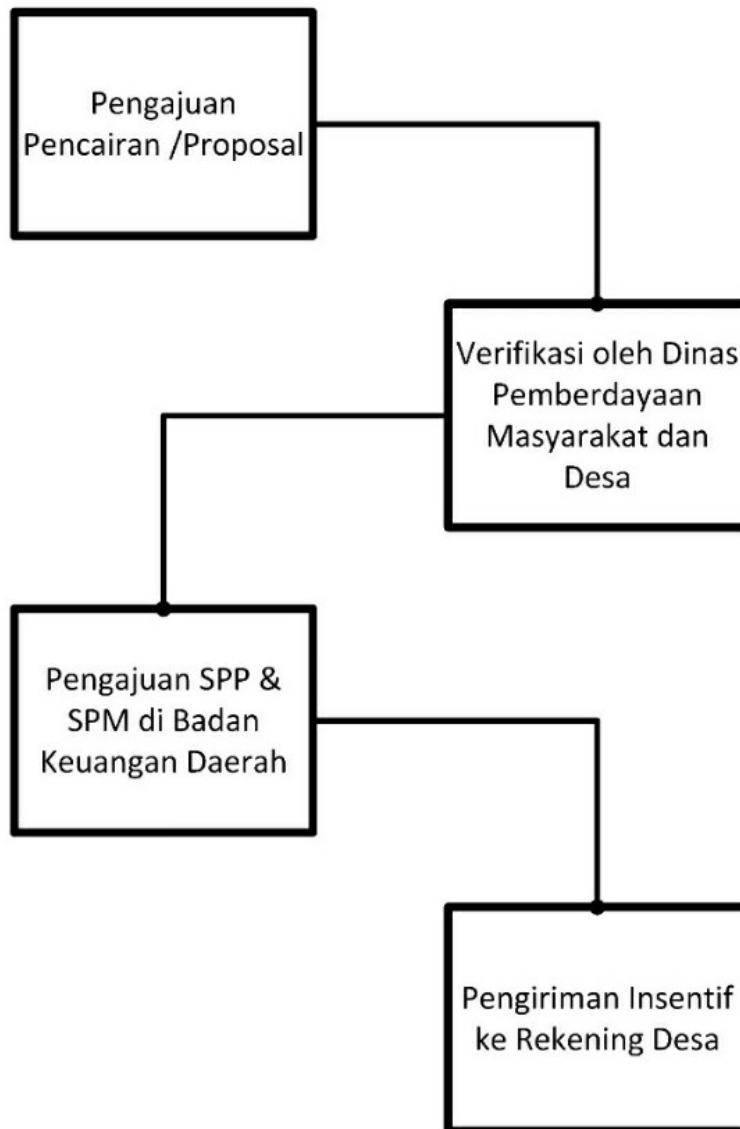 Pengajuan
Pencairan /Proposal
Verifikasi oleh Dinas
Pemberdayaan
Masyarakat dan
Desa
Pengajuan SPP &
SPM di Badan
Keuangan Daerah
Pengiriman Insentif
ke Rekening Desa